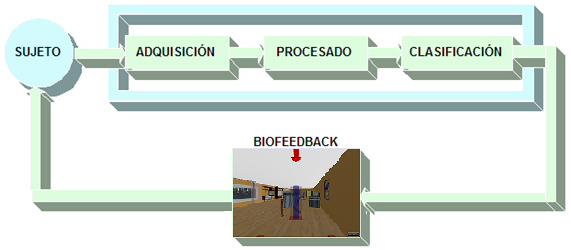 SUJETO
ADQUISICIÓN
PROCESADO
CLASIFICACIÓN
BIOFEEDBACK